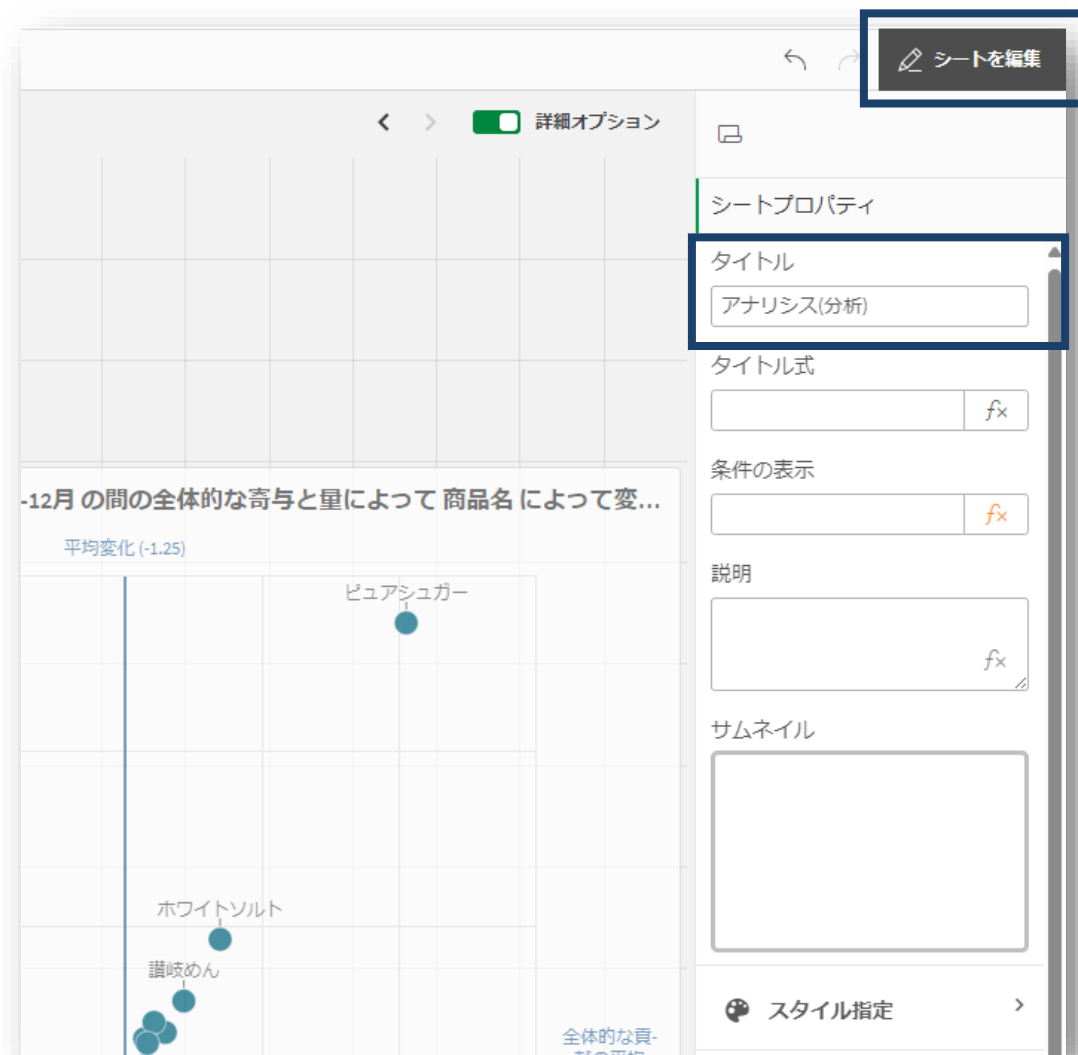 シートを編集
詳細オプション
シートプロパティ
タイトル
アナリシス(分析)
タイトル式
fx
条件の表示
fx
説明
fx
サムネイル
スタイル指定
-12月 の間の全体的な寄与と量によって 商品名 によって変...
平均変化 (-1.25)
ピュアシュガー
ホワイトソルト
讃岐めん
全体的な貢-